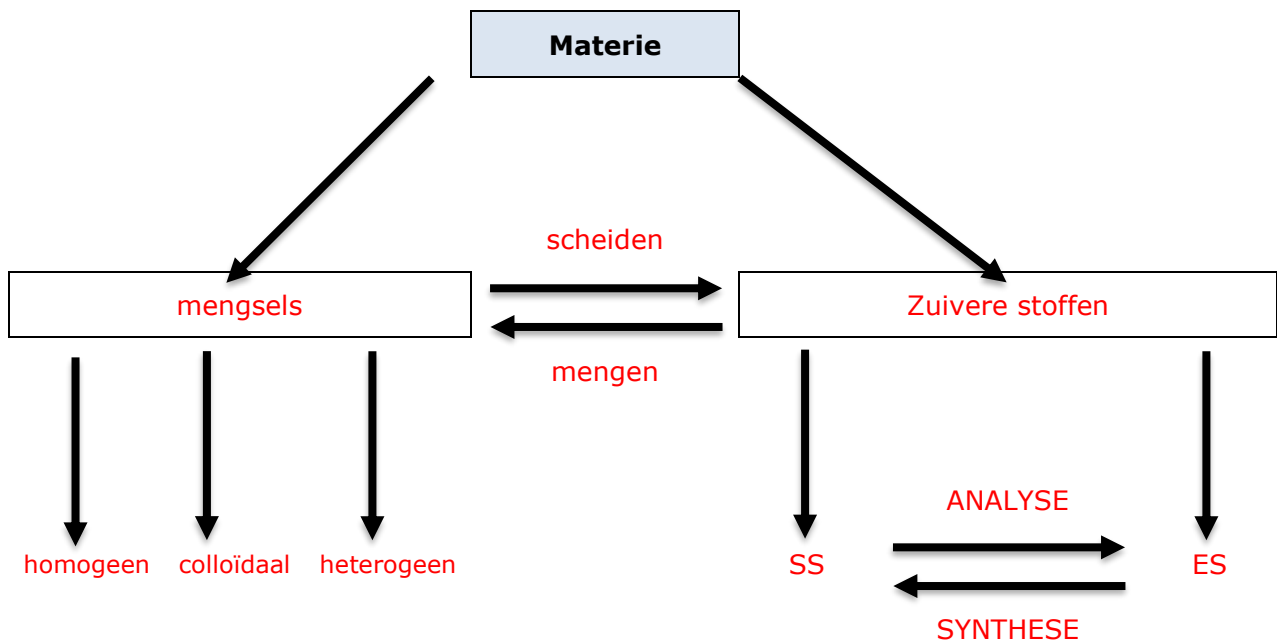 Materie
scheiden
mengsels
Zuivere stoffen
mengen
ANALYSE
homogeen
colloïdaal
heterogeen
SS
ES
SYNTHESE